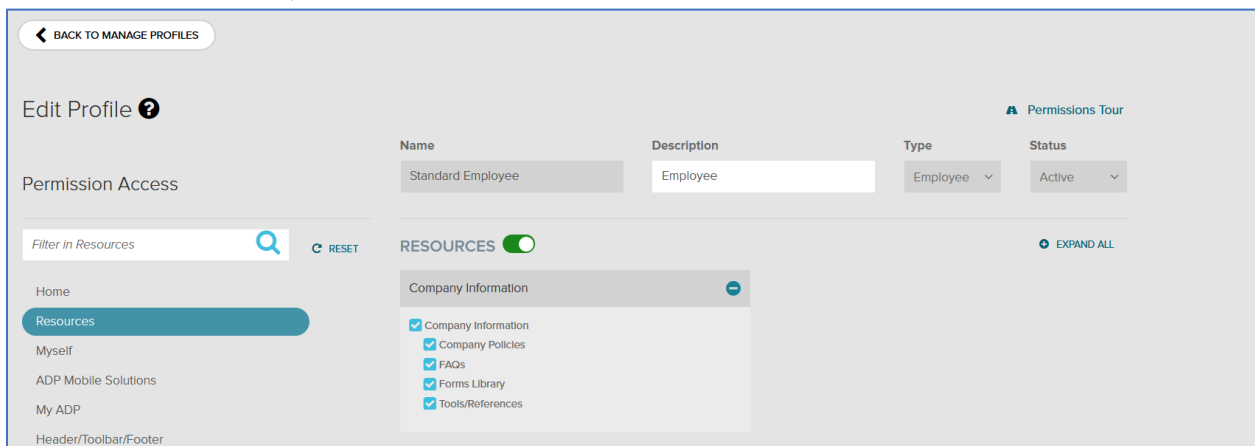 BACK TO MANAGE PROFILES
Edit Profile ?
Permissions Tour
Name
Description
Type
Status
Permission Access
Standard Employee
Employee
Employee
Active
Filter in Resources
RESET
RESOURCES
EXPAND ALL
Home
Company Information
Resources
Company Information
Myself
Company Policies
FAQs
ADP Mobile Solutions
Forms Library
My ADP
Tools/References
Header/Toolbar/Footer